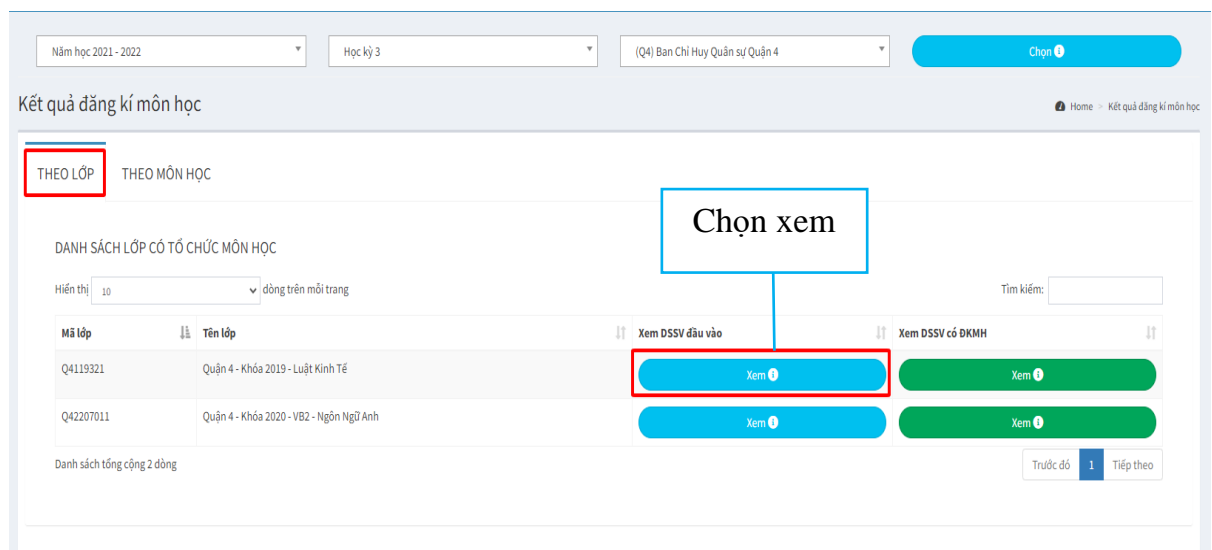 Năm học 2021 - 2022 Học kỳ 3 (Q4) Ban Chỉ Huy Quân sự Quận 4 Chọn
Kết quả đăng kí môn học Home > Kết quả đăng kí môn học
THEO LỚP THEO MÔN HỌC
Chọn xem
DANH SÁCH LỚP CÓ TỔ CHỨC MÔN HỌC
Hiển thị 10 dòng trên mỗi trang Tìm kiếm:
Mã lớp Tên lớp Xem DSSV đầu vào Xem DSSV có ĐKMH
Q4119321 Quận 4 - Khóa 2019 - Luật Kinh Tế Xem Xem
Q42207011 Quận 4 - Khóa 2020 - VB2 - Ngôn Ngữ Anh Xem Xem
Danh sách tổng cộng 2 dòng Trước đó 1 Tiếp theo